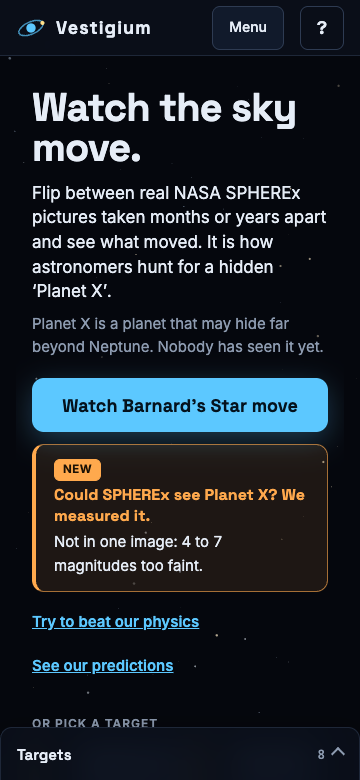 Vestigium
Menu
?
Watch the sky
move.
Flip between real NASA SPHEREx
pictures taken months or years apart
and see what moved. It is how
astronomers hunt for a hidden
‘Planet X’.
Planet X is a planet that may hide far
beyond Neptune. Nobody has seen it yet.
Watch Barnard’s Star move
NEW
Could SPHEREx see Planet X? We
measured it.
Not in one image: 4 to 7
magnitudes too faint.
Try to beat our physics
See our predictions
OR PICK A TARGET
Targets
8